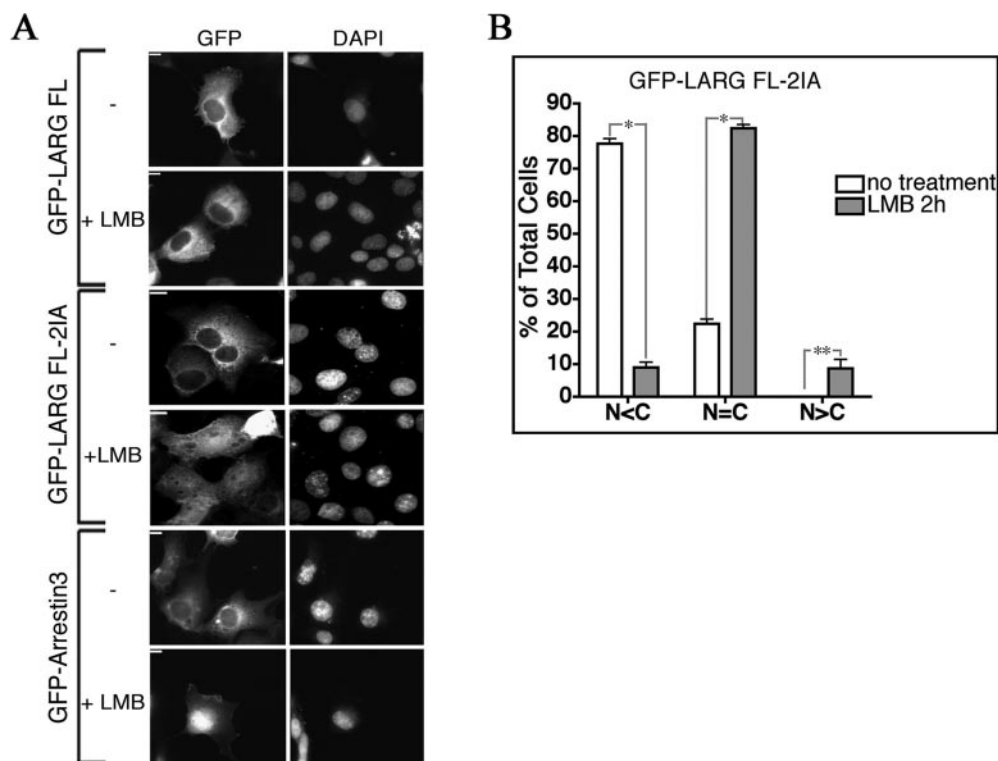 A
GFP
DAPI
GFP-LARG FL
-
+ LMB
GFP-LARG FL-2IA
-
+LMB
GFP-Arrestin3
-
+ LMB
B
GFP-LARG FL-2IA
% of Total Cells
90
80
70
60
50
40
30
20
10
0
*
*
**
N<C
N=C
N>C
no treatment
LMB 2h